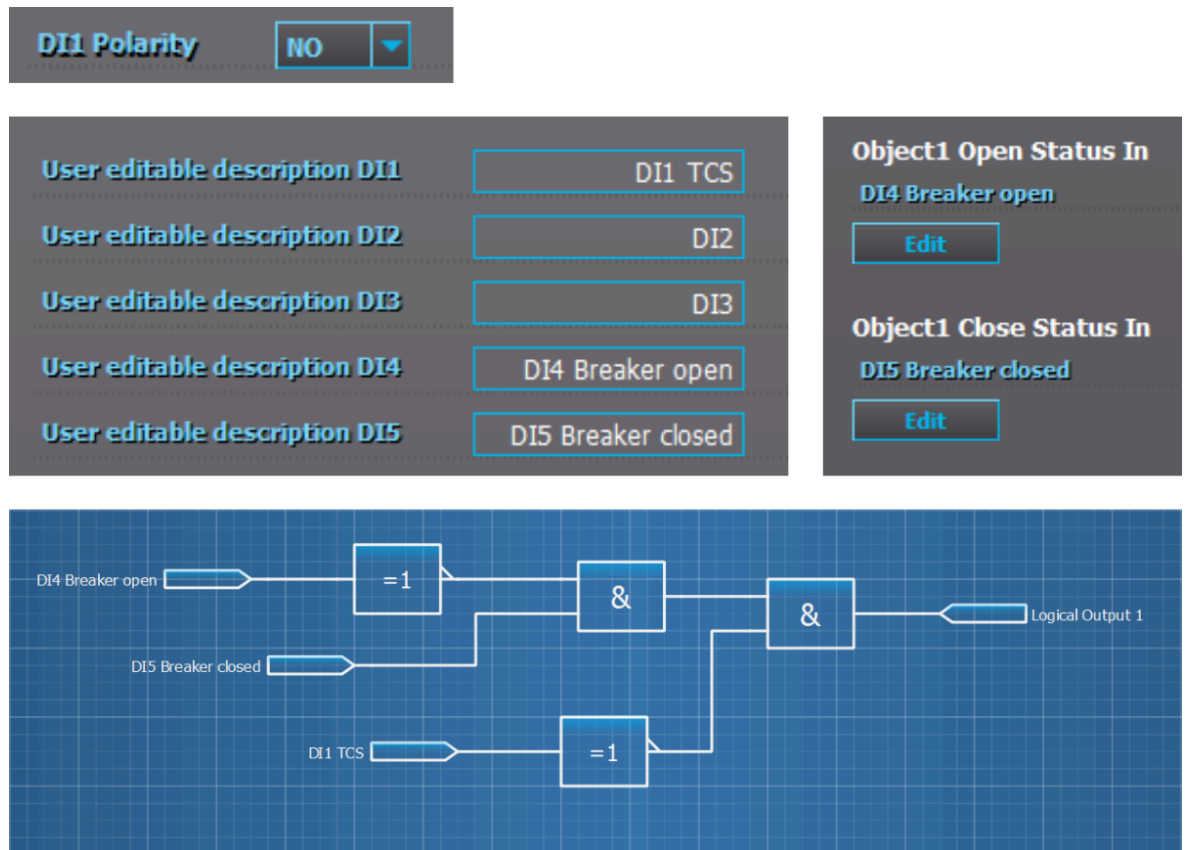 DI1 Polarity NO
User editable description DI1 DI1 TCS
User editable description DI2 DI2
User editable description DI3 DI3
User editable description DI4 DI4 Breaker open
User editable description DI5 DI5 Breaker closed
Object1 Open Status In
DI4 Breaker open
Edit
Object1 Close Status In
DI5 Breaker closed
Edit
DI4 Breaker open =1
&
& Logical Output 1
DI5 Breaker closed
DI1 TCS =1